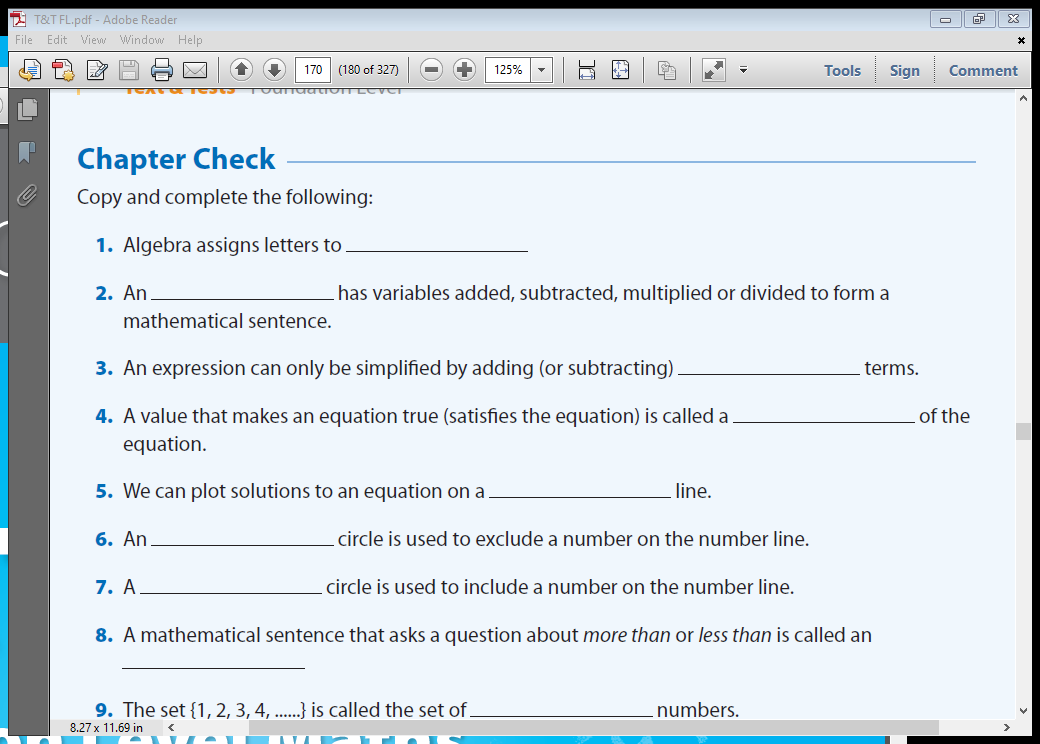 T&T FL.pdf - Adobe Reader
File Edit View Window Help
170 (180 of 327) 125% Tools Sign Comment
Text & Tests Foundation Level
Chapter Check
Copy and complete the following:
1. Algebra assigns letters to
2. An has variables added, subtracted, multiplied or divided to form a
mathematical sentence.
3. An expression can only be simplified by adding (or subtracting) terms.
4. A value that makes an equation true (satisfies the equation) is called a of the
equation.
5. We can plot solutions to an equation on a line.
6. An circle is used to exclude a number on the number line.
7. A circle is used to include a number on the number line.
8. A mathematical sentence that asks a question about more than or less than is called an
9. The set {1, 2, 3, 4, ......} is called the set of numbers.
8.27 x 11.69 in
Level Maths